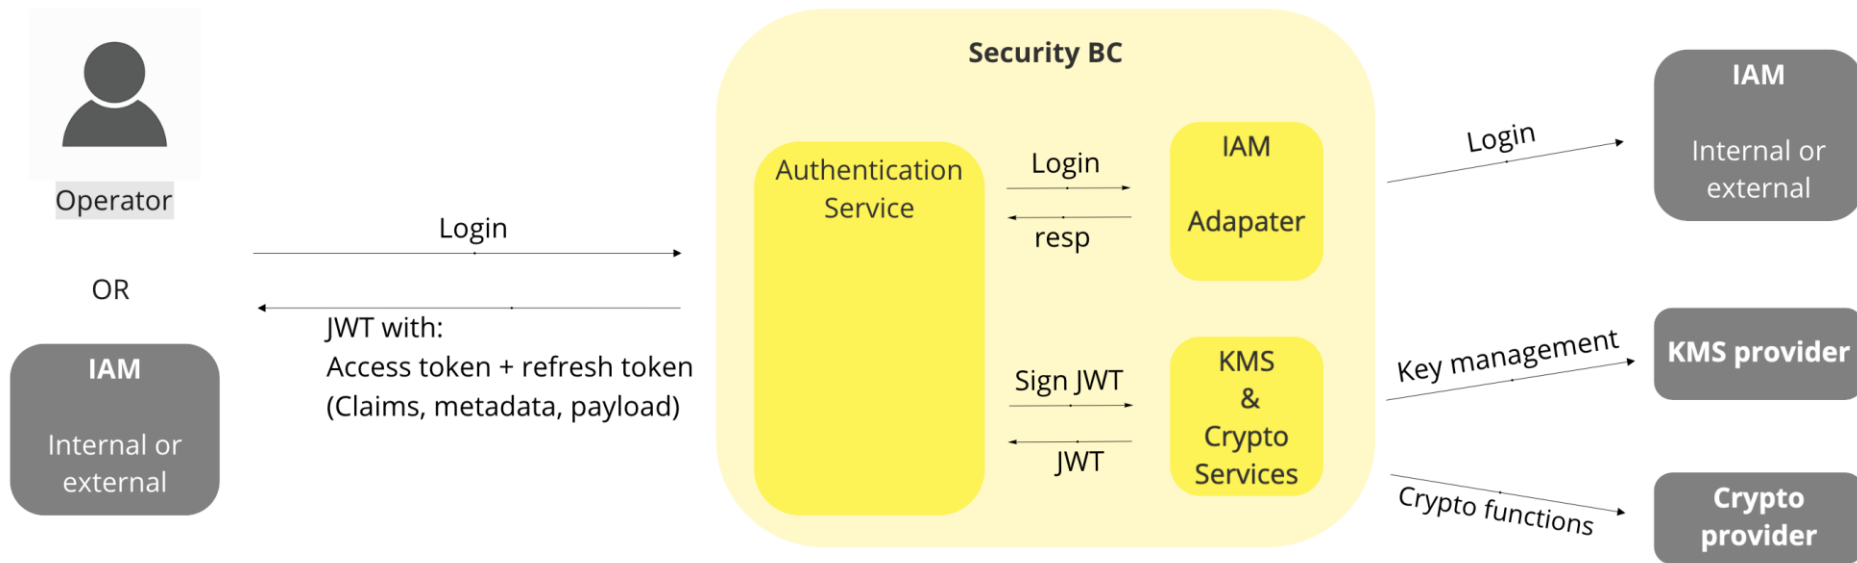 Operator
OR
IAM
Internal or
external
Login
JWT with:
Access token + refresh token
(Claims, metadata, payload)
Security BC
Authentication
Service
Login
resp
IAM
Adapater
Sign JWT
JWT
KMS
&
Crypto
Services
Login
Key management
Crypto functions
IAM
Internal or
external
KMS provider
Crypto
provider